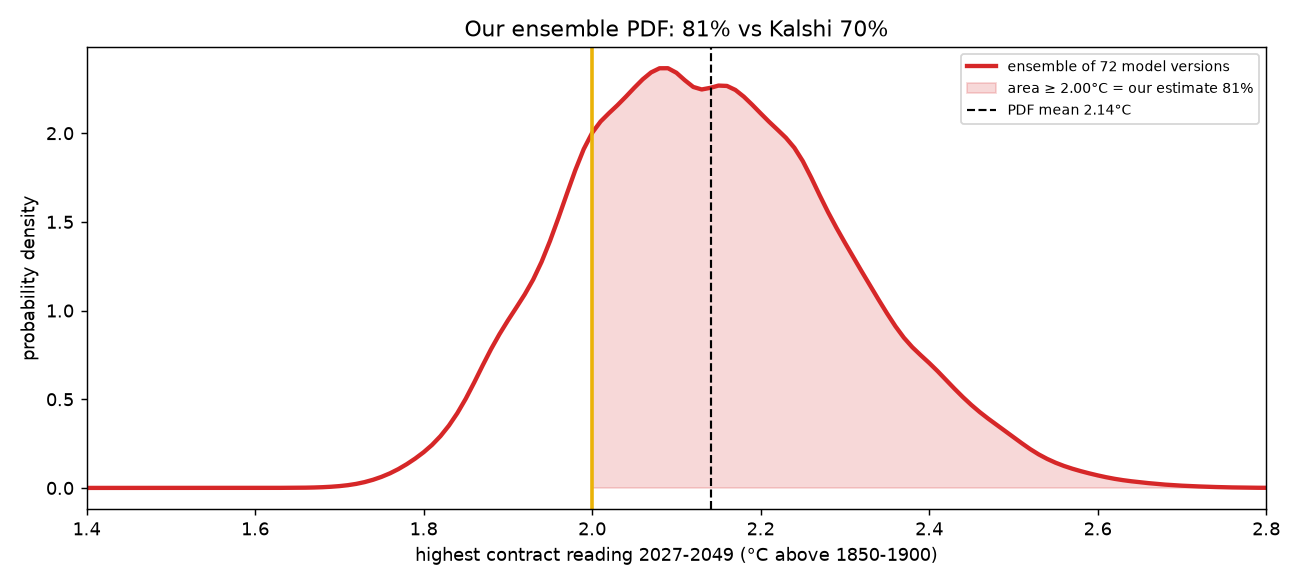 Our ensemble PDF: 81% vs Kalshi 70%
ensemble of 72 model versions
area ≥ 2.00°C = our estimate 81%
PDF mean 2.14°C
probability density
2.0
1.5
1.0
0.5
0.0
1.4 1.6 1.8 2.0 2.2 2.4 2.6 2.8
highest contract reading 2027-2049 (°C above 1850-1900)